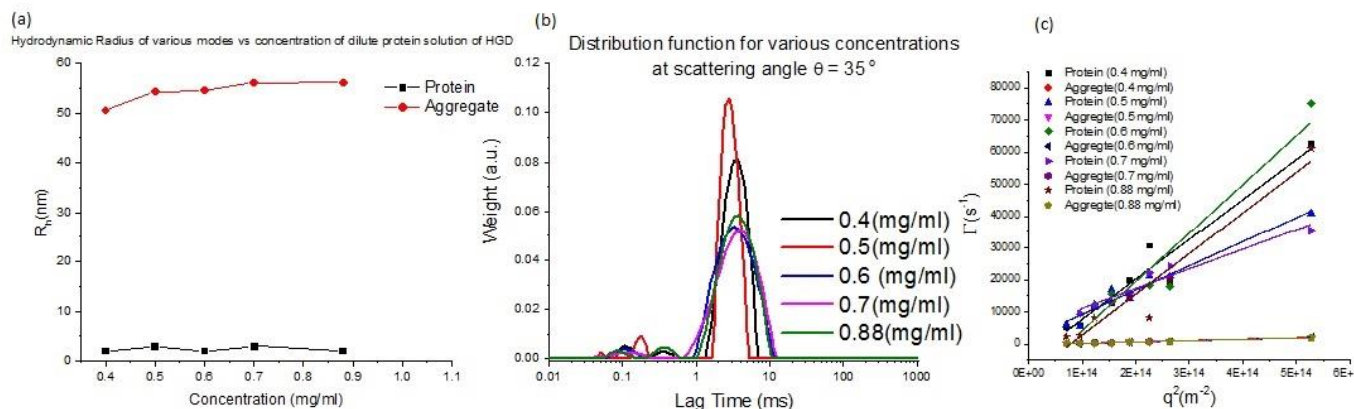 (a)
Hydrodynamic Radius of various modes vs concentration of dilute protein solution of HGD
60
50
40
30
20
10
0
R_h(nm)
Protein
Aggregate
0.4 0.5 0.6 0.7 0.8 0.9 1.0 1.1
Concentration (mg/ml)
(b)
Distribution function for various concentrations
at scattering angle θ = 35°
0.12
0.10
0.08
0.06
0.04
0.02
0.00
Weight (a.u.)
0.4(mg/ml)
0.5(mg/ml)
0.6 (mg/ml)
0.7(mg/ml)
0.88(mg/ml)
0.01 0.1 1 10 100 1000
Lag Time (ms)
(c)
80000
70000
60000
50000
40000
30000
20000
10000
0
Γ(s⁻¹)
Protein (0.4 mg/ml)
Aggregte(0.4 mg/ml)
Protein (0.5 mg/ml)
Aggregte(0.5 mg/ml)
Protein (0.6 mg/ml)
Aggregte(0.6 mg/ml)
Protein (0.7 mg/ml)
Aggregte(0.7 mg/ml)
Protein (0.88 mg/ml)
Aggregte(0.88 mg/ml)
0E+00 1E+14 2E+14 3E+14 4E+14 5E+14 6E+
q²(m⁻²)